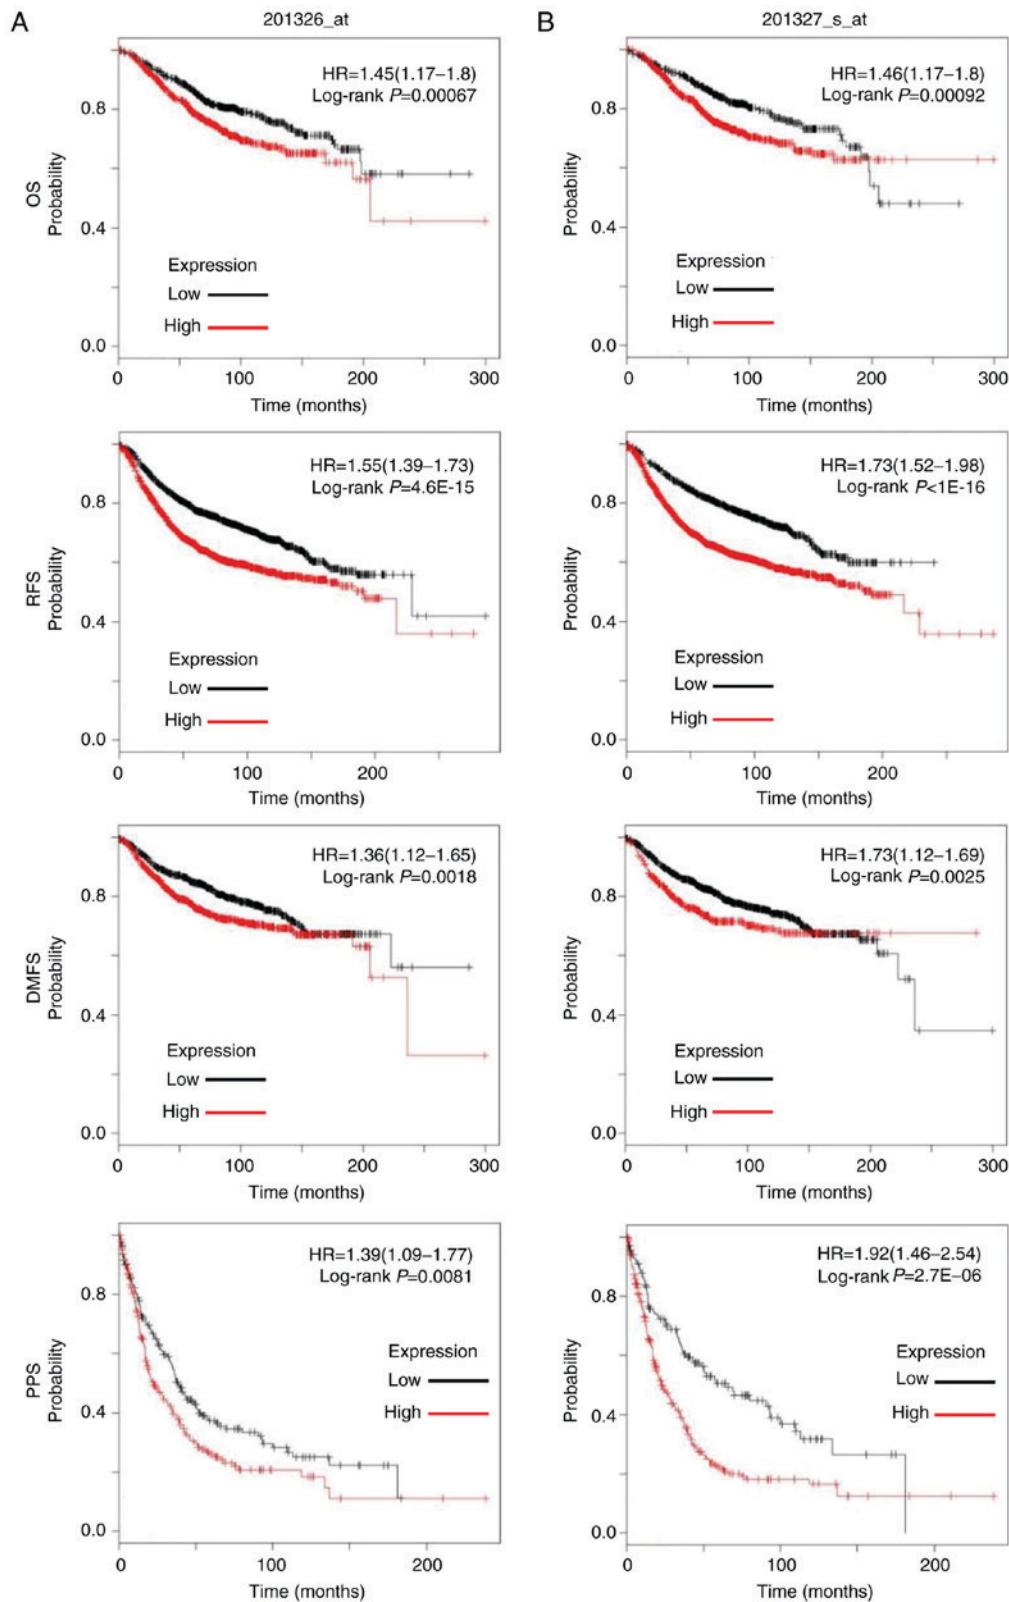 A
201326_at
HR=1.45(1.17–1.8)
Log-rank P=0.00067
OS
Probability
0.8
0.4
0.0
Expression
Low
High
0 100 200 300
Time (months)
B
201327_s_at
HR=1.46(1.17–1.8)
Log-rank P=0.00092
Probability
0.8
0.4
0.0
Expression
Low
High
0 100 200 300
Time (months)
HR=1.55(1.39–1.73)
Log-rank P=4.6E-15
RFS
Probability
0.8
0.4
0.0
Expression
Low
High
0 100 200
Time (months)
HR=1.73(1.52–1.98)
Log-rank P<1E-16
Probability
0.8
0.4
0.0
Expression
Low
High
0 100 200
Time (months)
HR=1.36(1.12–1.65)
Log-rank P=0.0018
DMFS
Probability
0.8
0.4
0.0
Expression
Low
High
0 100 200 300
Time (months)
HR=1.73(1.12–1.69)
Log-rank P=0.0025
Probability
0.8
0.4
0.0
Expression
Low
High
0 100 200 300
Time (months)
HR=1.39(1.09–1.77)
Log-rank P=0.0081
PPS
Probability
0.8
0.4
0.0
Expression
Low
High
0 100 200
Time (months)
HR=1.92(1.46–2.54)
Log-rank P=2.7E–06
Probability
0.8
0.4
0.0
Expression
Low
High
0 100 200
Time (months)